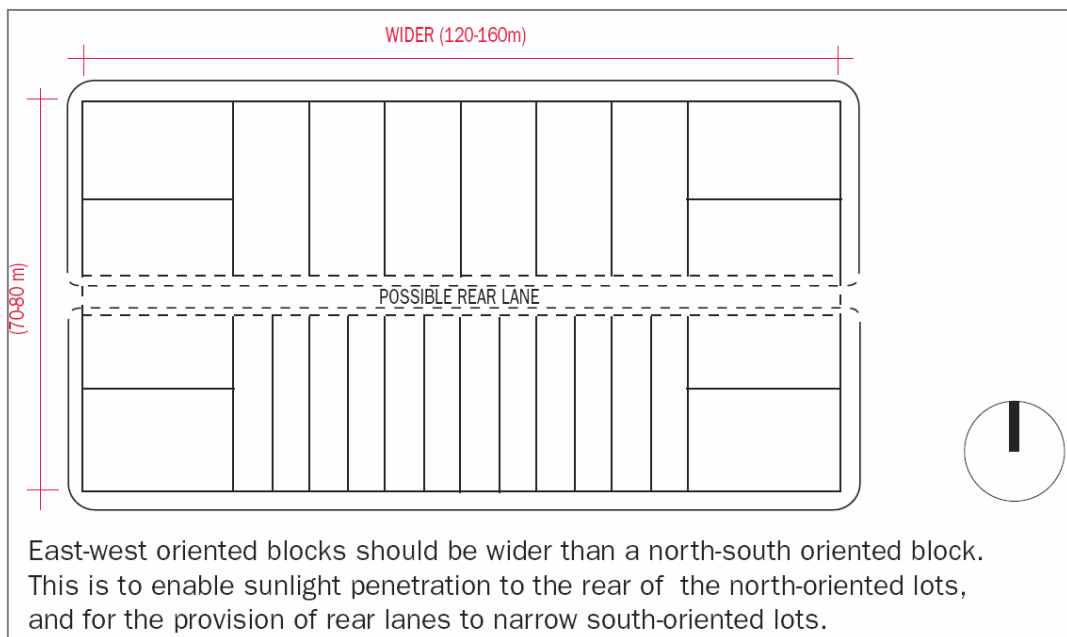 WIDER (120-160m)
(70-80 m)
POSSIBLE REAR LANE
East-west oriented blocks should be wider than a north-south oriented block.
This is to enable sunlight penetration to the rear of the north-oriented lots,
and for the provision of rear lanes to narrow south-oriented lots.